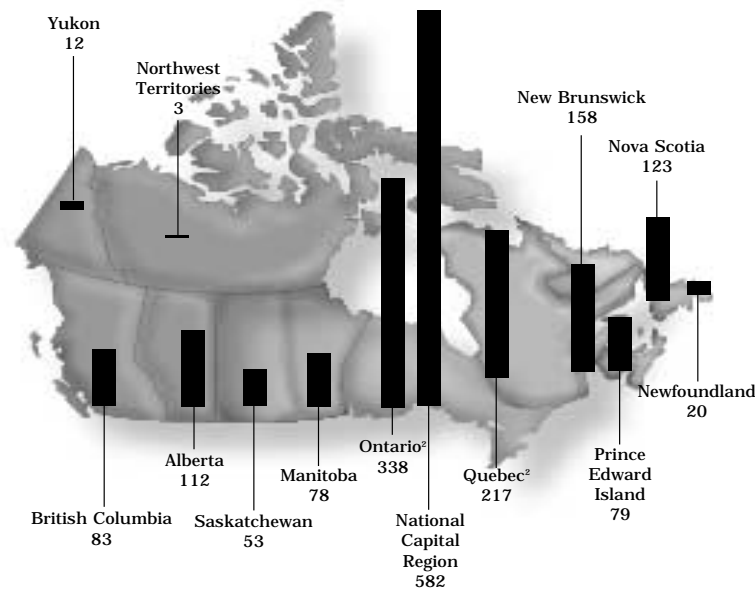 Yukon
12
Northwest
Territories
3
New Brunswick
158
Nova Scotia
123
Newfoundland
20
Ontario²
338
Alberta
112
Manitoba
78
Quebec²
217
Prince
Edward
Island
79
British Columbia
83
Saskatchewan
53
National
Capital
Region
582